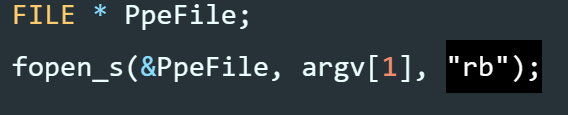 FILE * PpeFile;
fopen_s(&PpeFile, argv[1], "rb");